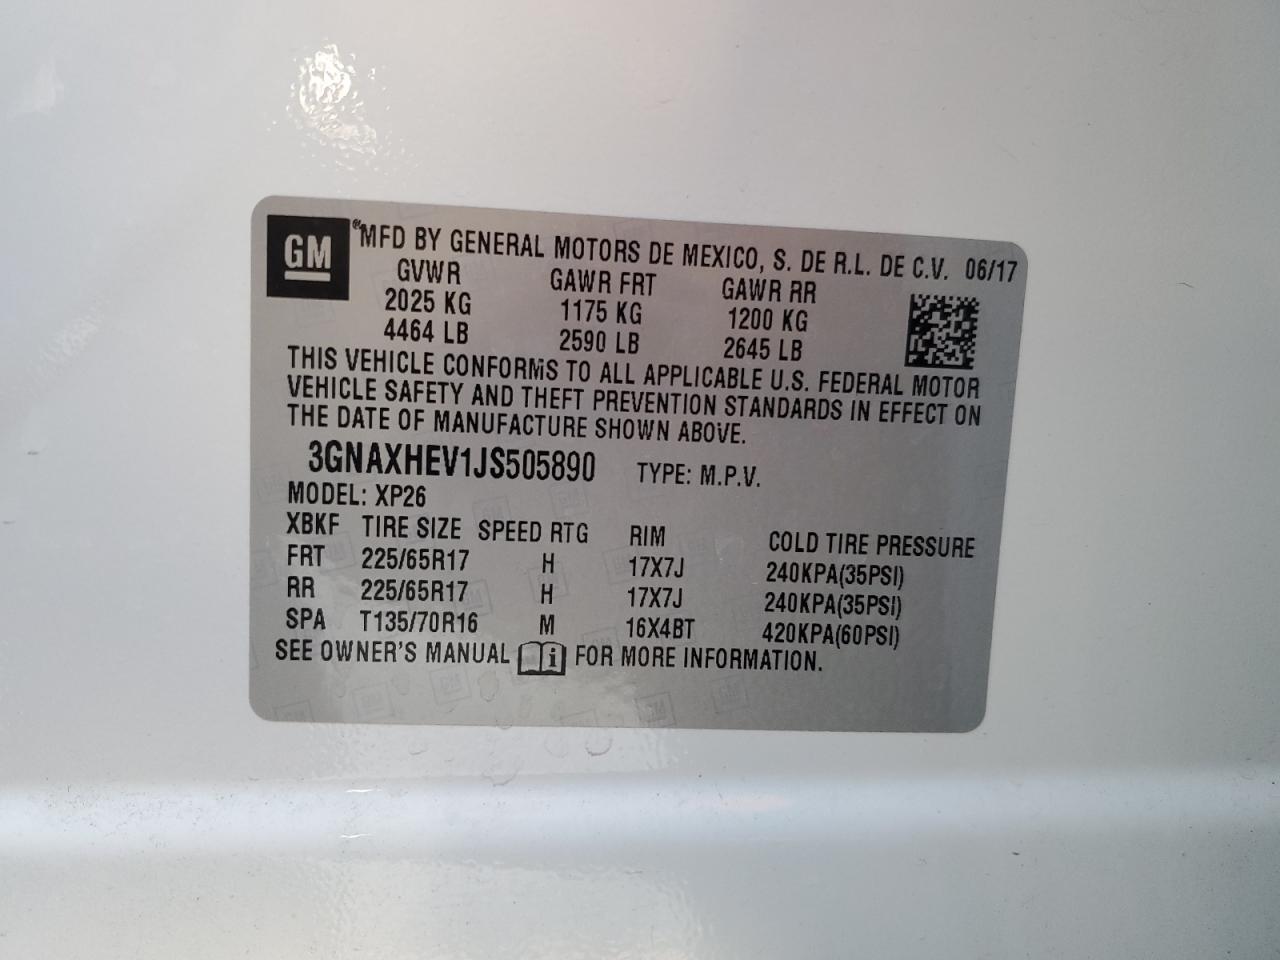 GM ®MFD BY GENERAL MOTORS DE MEXICO, S. DE R.L. DE C.V. 06/17
GVWR GAWR FRT GAWR RR
2025 KG 1175 KG 1200 KG
4464 LB 2590 LB 2645 LB
THIS VEHICLE CONFORMS TO ALL APPLICABLE U.S. FEDERAL MOTOR
VEHICLE SAFETY AND THEFT PREVENTION STANDARDS IN EFFECT ON
THE DATE OF MANUFACTURE SHOWN ABOVE.
3GNAXHEV1JS505890 TYPE: M.P.V.
MODEL: XP26
XBKF TIRE SIZE SPEED RTG RIM COLD TIRE PRESSURE
FRT 225/65R17 H 17X7J 240KPA(35PSI)
RR 225/65R17 H 17X7J 240KPA(35PSI)
SPA T135/70R16 M 16X4BT 420KPA(60PSI)
SEE OWNER'S MANUAL i FOR MORE INFORMATION.